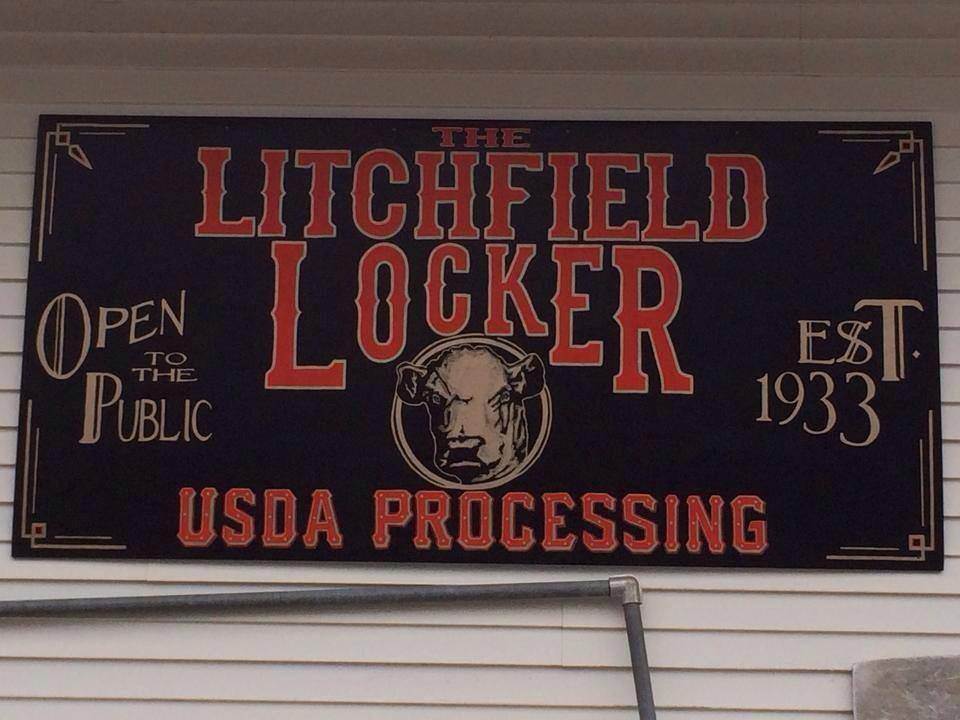 THE
LITCHFIELD
LOCKER
OPEN
TO
THE
PUBLIC
EST.
1933
USDA PROCESSING